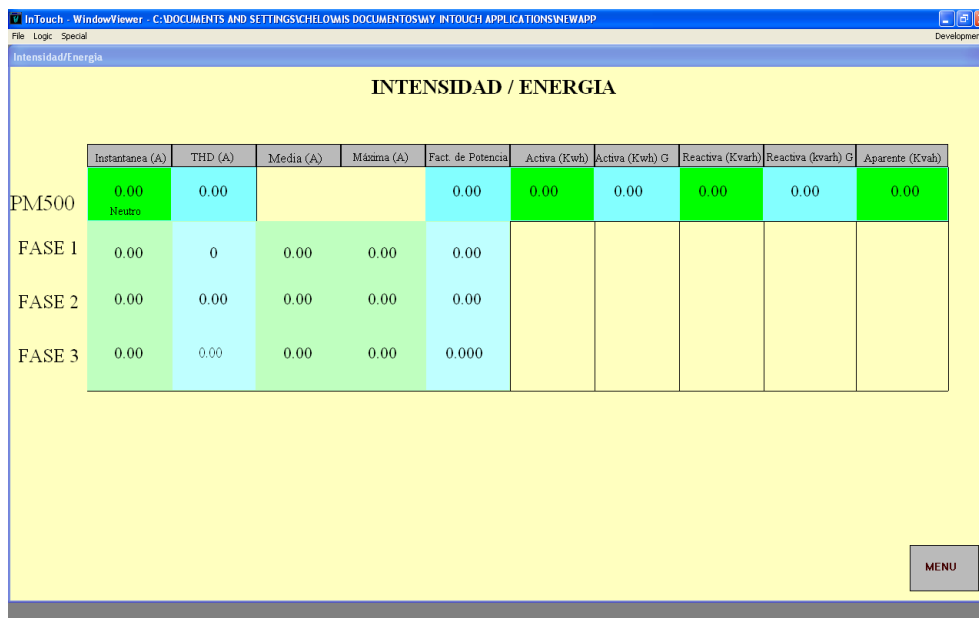 InTouch - WindowViewer - C:\DOCUMENTS AND SETTINGS\CHELO\MIS DOCUMENTOS\MY INTOUCH APPLICATIONS\NEWAPP
File Logic Special Developmen
Intensidad/Energia
INTENSIDAD / ENERGIA
Instantanea (A) THD (A) Media (A) Máxima (A) Fact. de Potencia Activa (Kwh) Activa (Kwh) G Reactiva (Kvarh) Reactiva (kvarh) G Aparente (Kvah)
PM500 0.00 0.00 0.00 0.00 0.00 0.00 0.00 0.00
Neutro
FASE 1 0.00 0 0.00 0.00 0.00
FASE 2 0.00 0.00 0.00 0.00 0.00
FASE 3 0.00 0.00 0.00 0.00 0.000
MENU